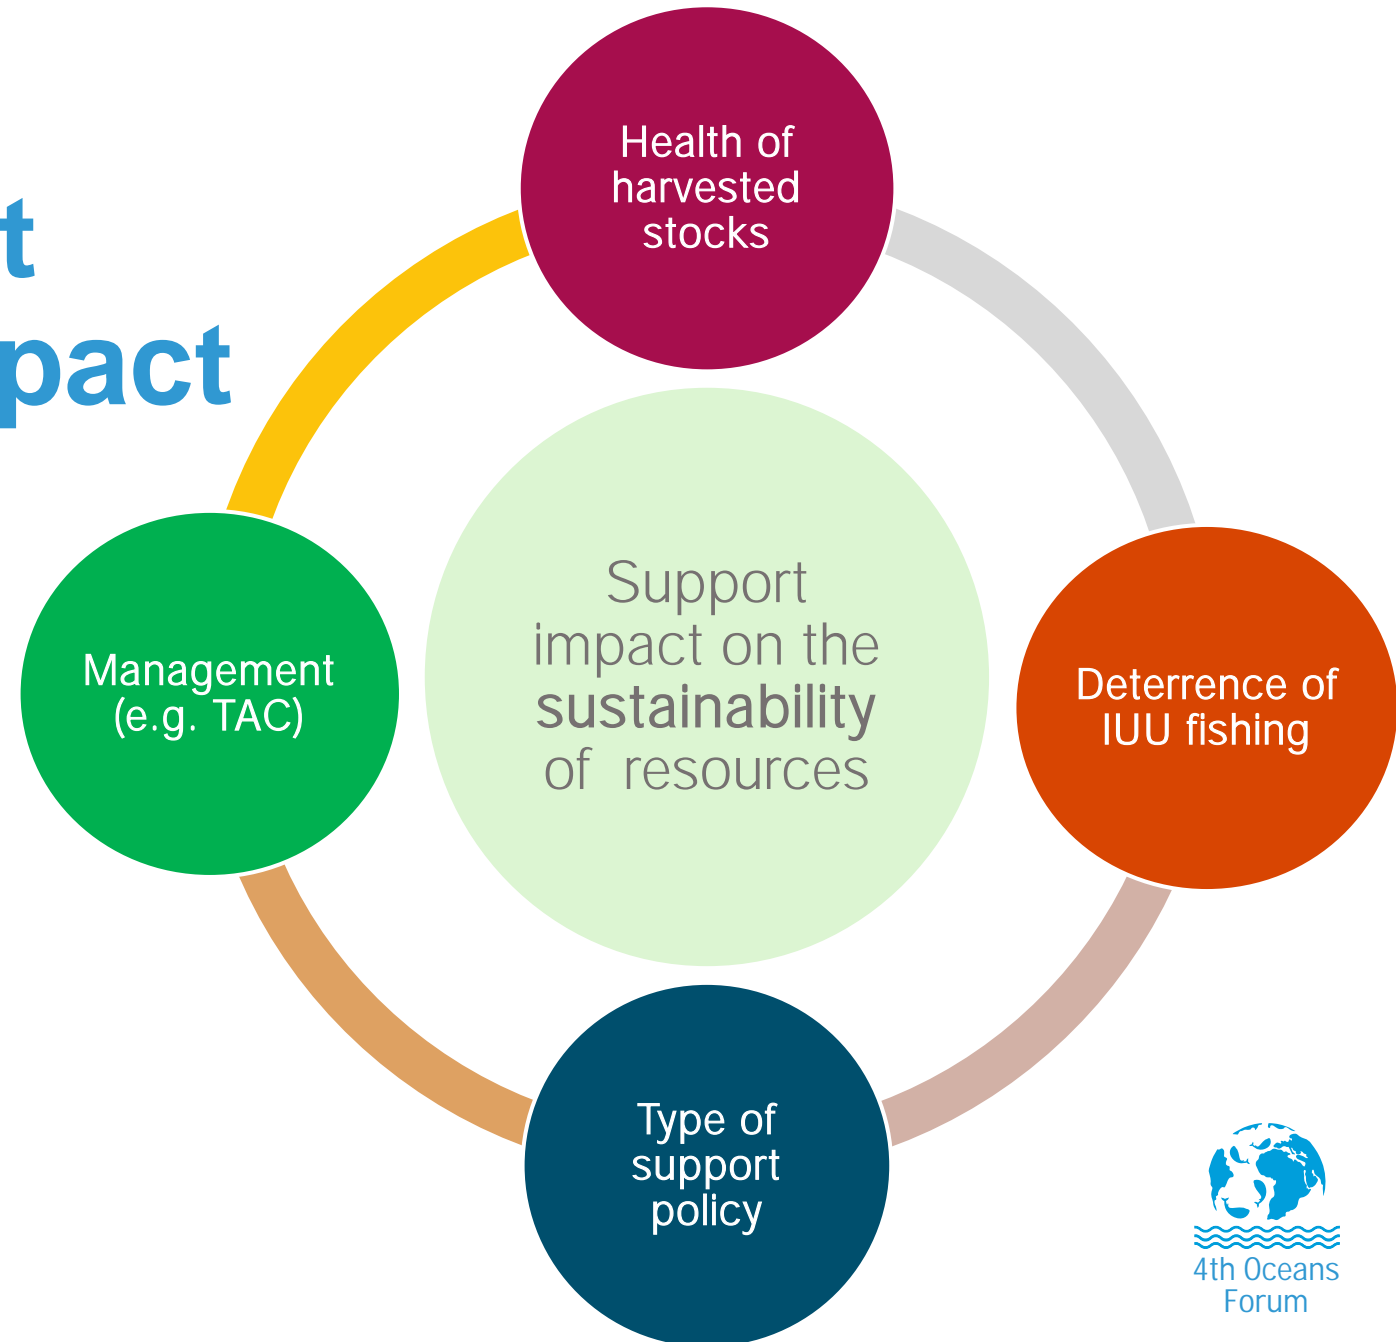 t
pact
Health of
harvested
stocks
Support
impact on the
sustainability
of resources
Management
(e.g. TAC)
Deterrence of
IUU fishing
Type of
support
policy
4th Oceans
Forum